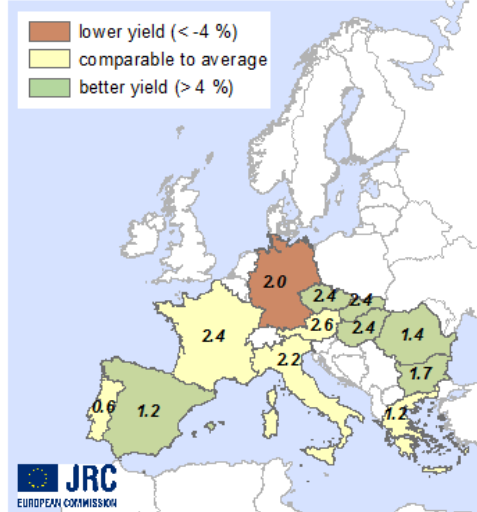 lower yield (< -4 %)
comparable to average
better yield (> 4 %)
2.0
2.4
2.4
2.6
2.4
1.4
2.4
2.2
1.7
0.6
1.2
1.2
JRC
EUROPEAN COMMISSION